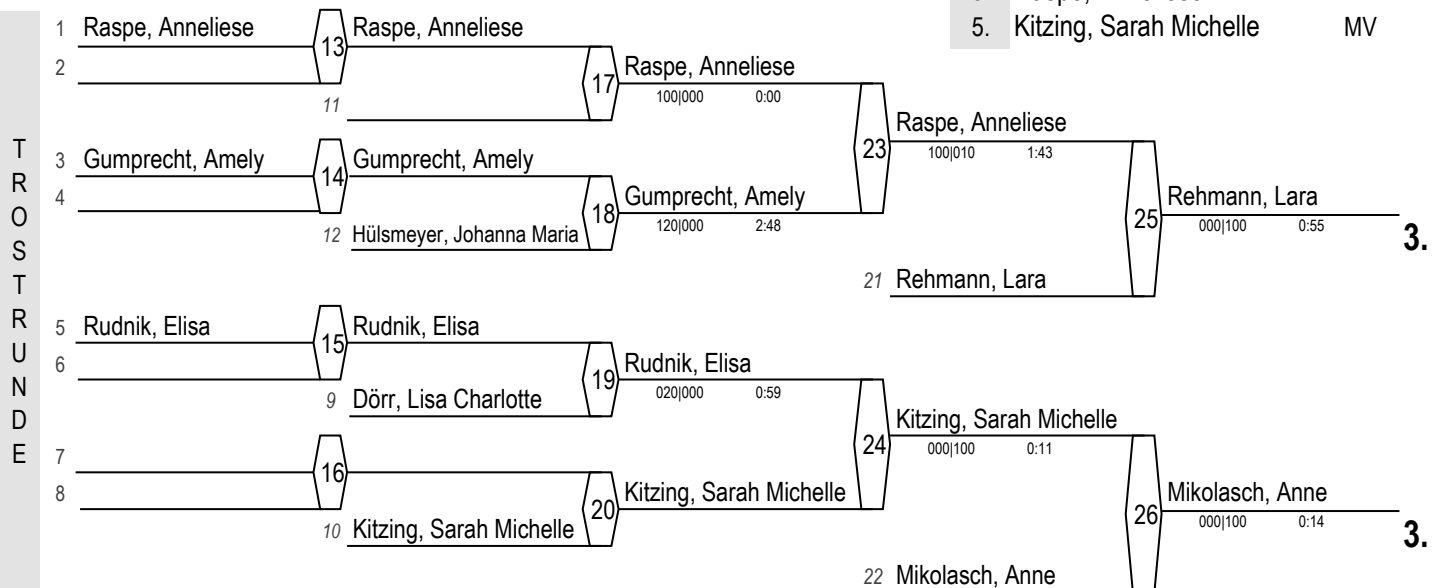 5. Kitzing, Sarah Michelle MV
TROSTRUNDE
1 Raspe, Anneliese 13 Raspe, Anneliese
2
17 Raspe, Anneliese
100|000 0:00
11
23 Raspe, Anneliese
100|010 1:43
3 Gumprecht, Amely 14 Gumprecht, Amely
4
18 Gumprecht, Amely
120|000 2:48
12 Hülsmeyer, Johanna Maria
25 Rehmann, Lara
000|100 0:55
3.
21 Rehmann, Lara
5 Rudnik, Elisa 15 Rudnik, Elisa
6
19 Rudnik, Elisa
020|000 0:59
9 Dörr, Lisa Charlotte
24 Kitzing, Sarah Michelle
000|100 0:11
7
16
8
20 Kitzing, Sarah Michelle
10 Kitzing, Sarah Michelle
26 Mikolasch, Anne
000|100 0:14
3.
22 Mikolasch, Anne